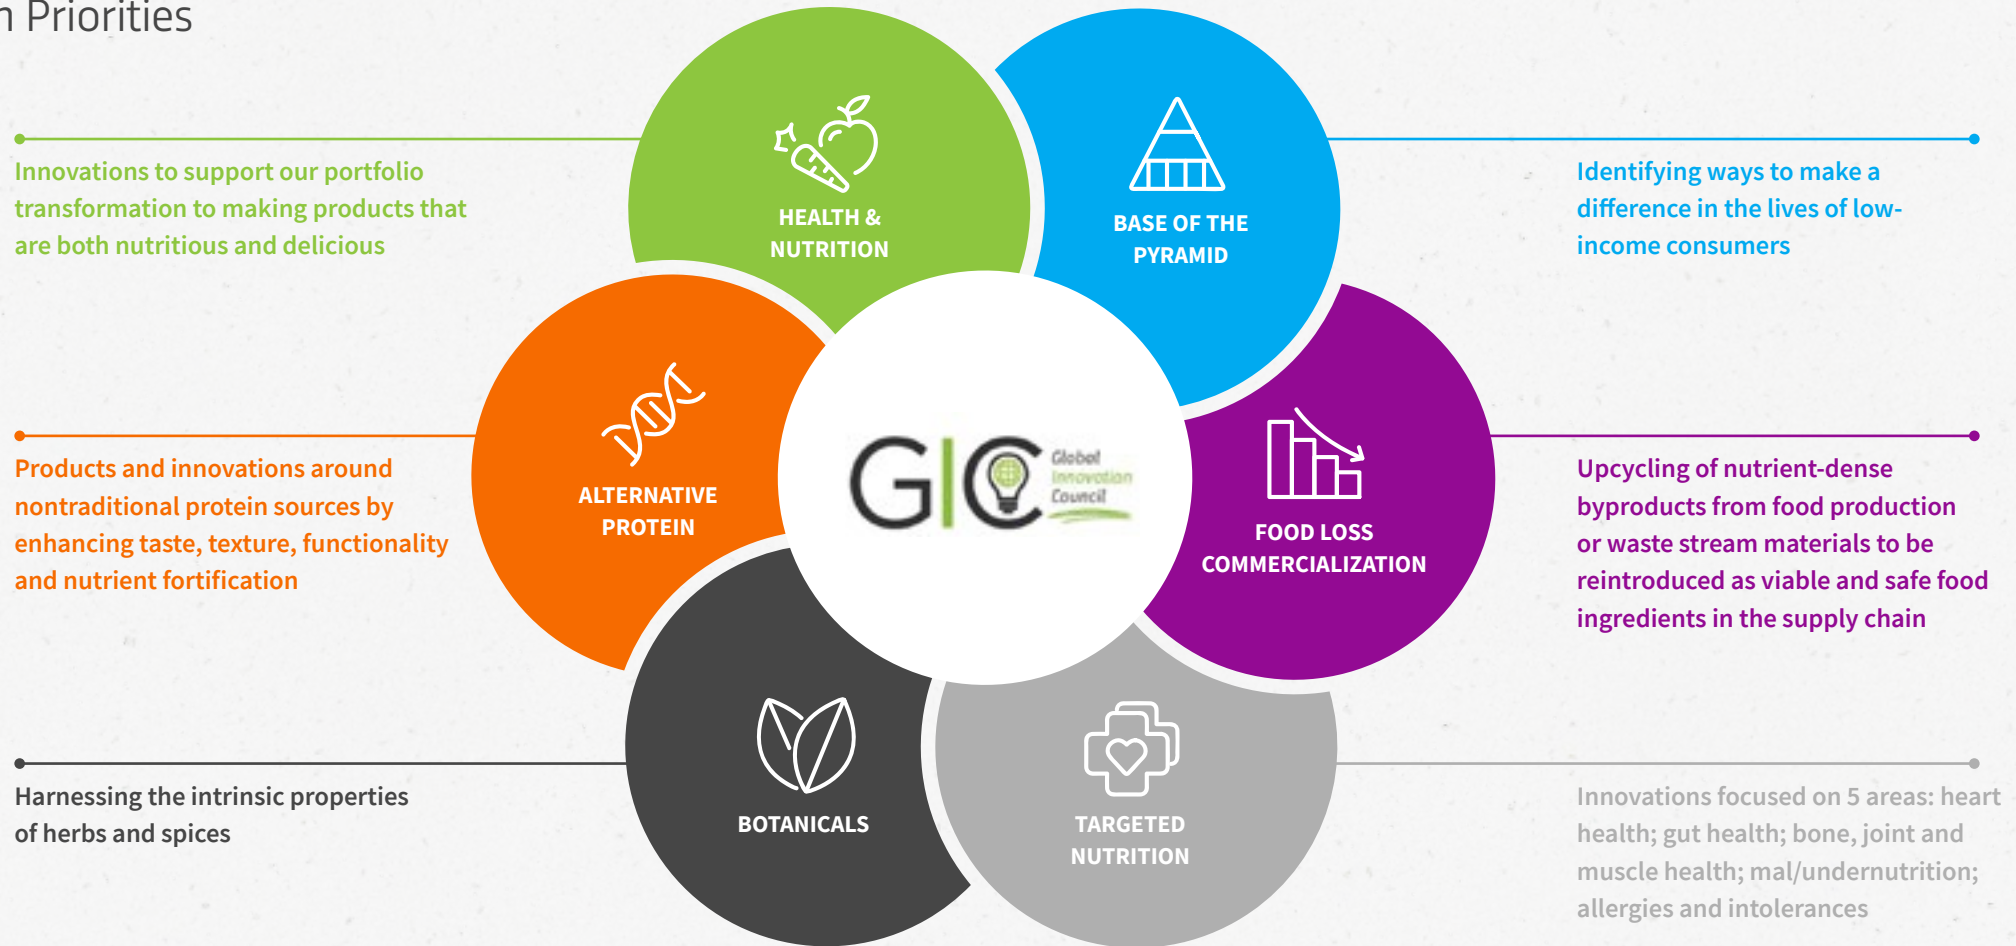 Priorities
HEALTH &
NUTRITION
Innovations to support our portfolio
transformation to making products that
are both nutritious and delicious
BASE OF THE
PYRAMID
Identifying ways to make a
difference in the lives of low-
income consumers
ALTERNATIVE
PROTEIN
Products and innovations around
nontraditional protein sources by
enhancing taste, texture, functionality
and nutrient fortification
GIC
Global
Innovation
Council
FOOD LOSS
COMMERCIALIZATION
Upcycling of nutrient-dense
byproducts from food production
or waste stream materials to be
reintroduced as viable and safe food
ingredients in the supply chain
BOTANICALS
Harnessing the intrinsic properties
of herbs and spices
TARGETED
NUTRITION
Innovations focused on 5 areas: heart
health; gut health; bone, joint and
muscle health; mal/undernutrition;
allergies and intolerances